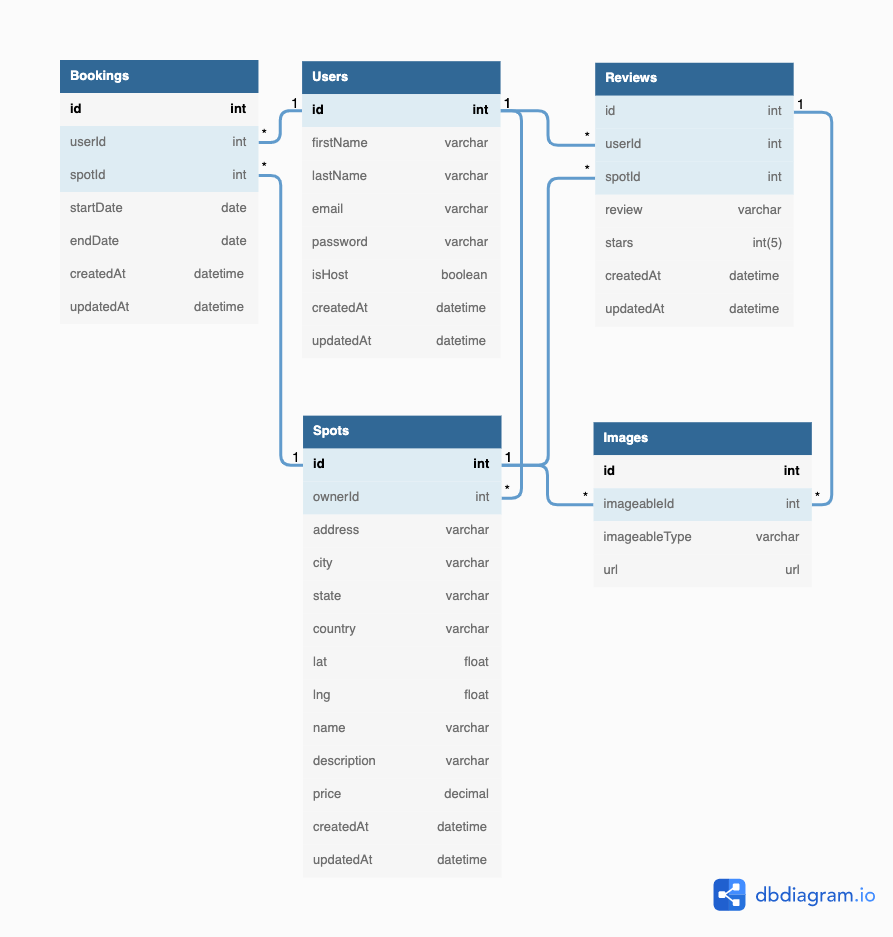 Bookings
id int
userId int
spotId int
startDate date
endDate date
createdAt datetime
updatedAt datetime
1
*
*
1
Users
id int
firstName varchar
lastName varchar
email varchar
password varchar
isHost boolean
createdAt datetime
updatedAt datetime
1
*
*
Reviews
id int
userId int
spotId int
review varchar
stars int(5)
createdAt datetime
updatedAt datetime
1
Spots
id int
ownerId int
address varchar
city varchar
state varchar
country varchar
lat float
lng float
name varchar
description varchar
price decimal
createdAt datetime
updatedAt datetime
1
*
*
Images
id int
imageableId int
imageableType varchar
url url
*
dbdiagram.io